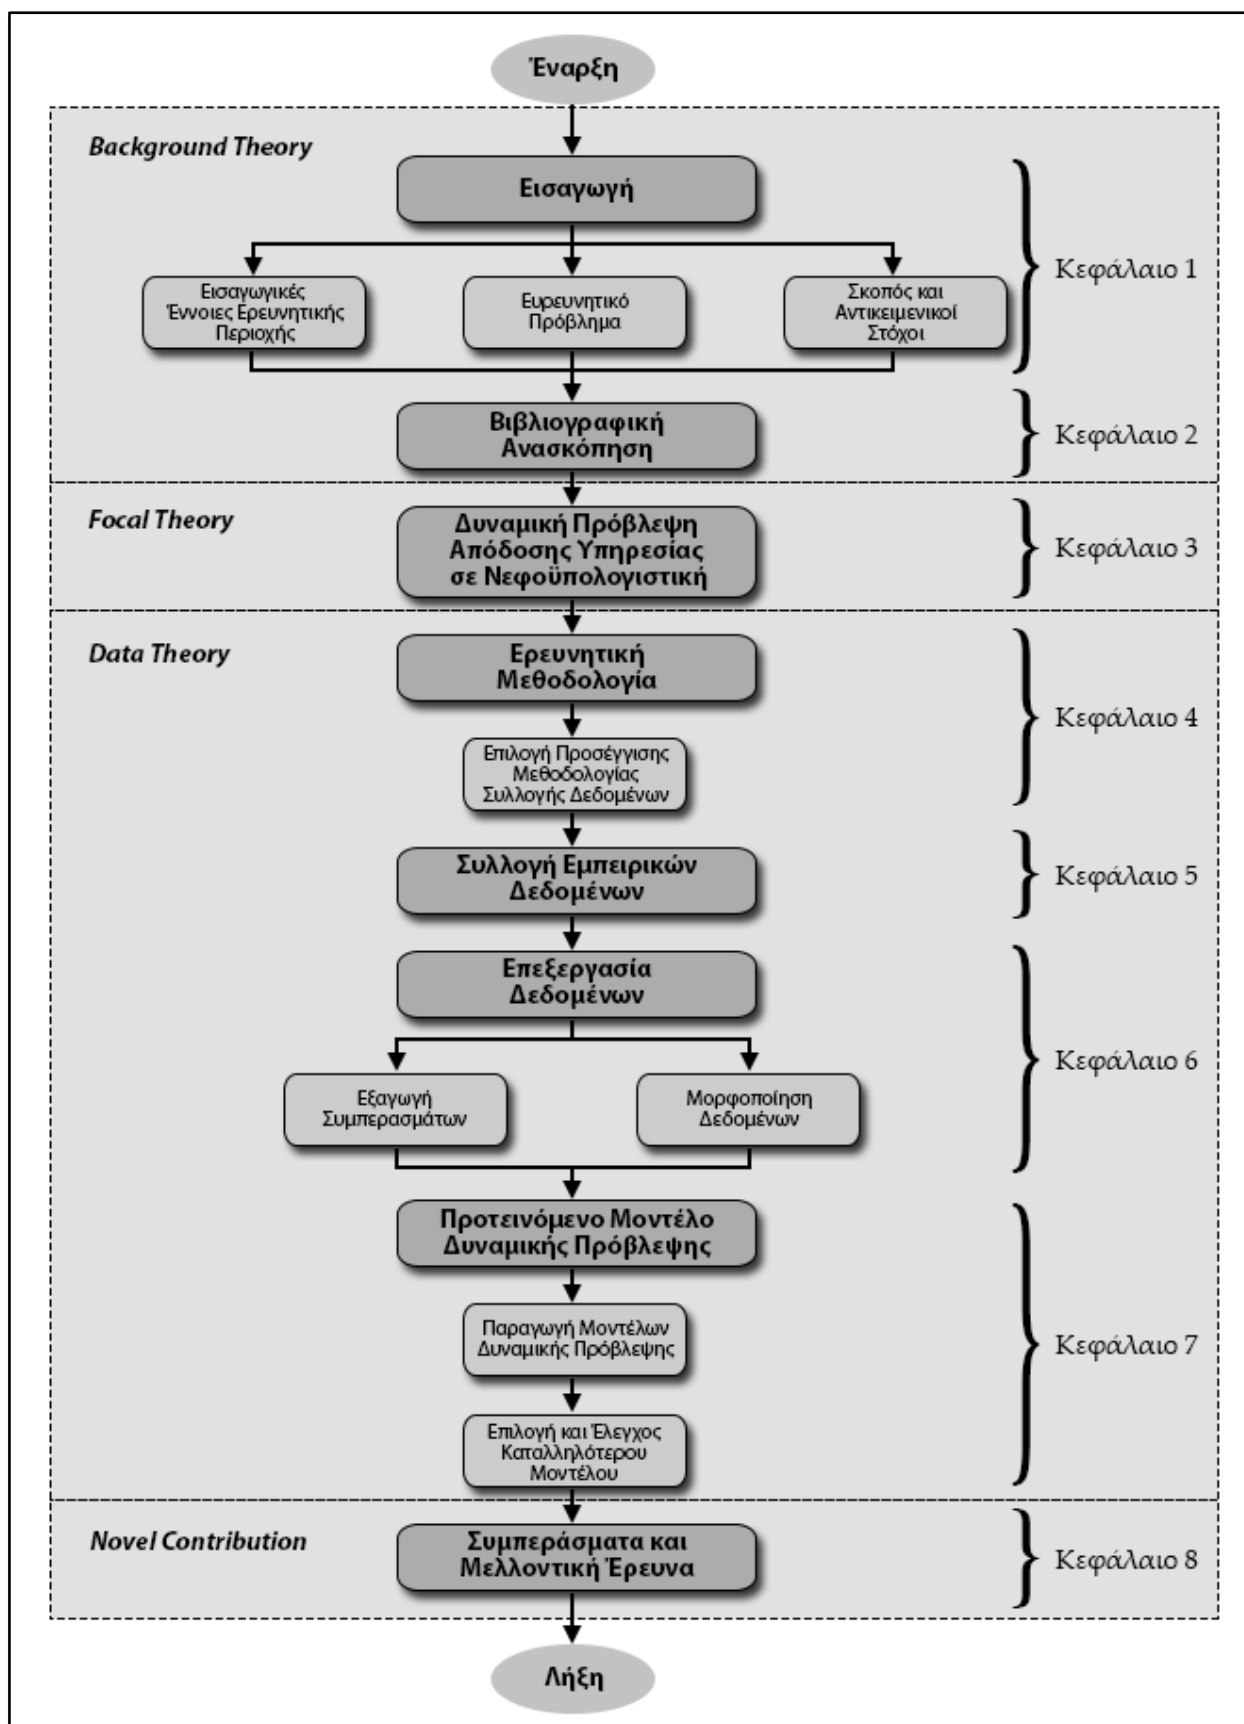 Έναρξη
Background Theory
Εισαγωγή
Κεφάλαιο 1
Εισαγωγικές
Έννοιες Ερευνητικής
Περιοχής
Ευρευνητικό
Πρόβλημα
Σκοπός και
Αντικειμενικοί
Στόχοι
Βιβλιογραφική
Ανασκόπηση
Κεφάλαιο 2
Focal Theory
Δυναμική Πρόβλεψη
Απόδοσης Υπηρεσίας
σε Νεφοϋπολογιστική
Κεφάλαιο 3
Data Theory
Ερευνητική
Μεθοδολογία
Κεφάλαιο 4
Επιλογή Προσέγγισης
Μεθοδολογίας
Συλλογής Δεδομένων
Συλλογή Εμπειρικών
Δεδομένων
Κεφάλαιο 5
Επεξεργασία
Δεδομένων
Κεφάλαιο 6
Εξαγωγή
Συμπερασμάτων
Μορφοποίηση
Δεδομένων
Προτεινόμενο Μοντέλο
Δυναμικής Πρόβλεψης
Παραγωγή Μοντέλων
Δυναμικής Πρόβλεψης
Κεφάλαιο 7
Επιλογή και Έλεγχος
Καταλληλότερου
Μοντέλου
Novel Contribution
Συμπεράσματα και
Μελλοντική Έρευνα
Κεφάλαιο 8
Λήξη